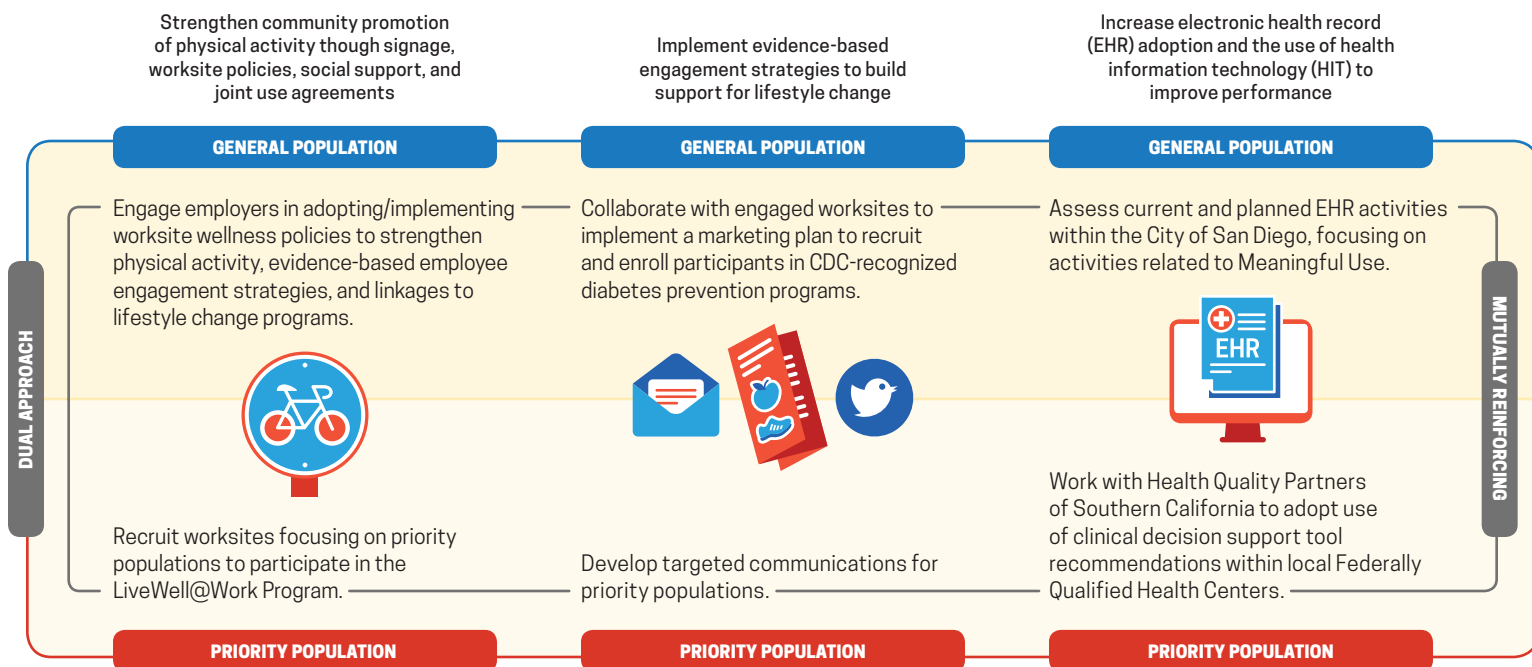 Strengthen community promotion
of physical activity though signage,
worksite policies, social support, and
joint use agreements
Implement evidence-based
engagement strategies to build
support for lifestyle change
Increase electronic health record
(EHR) adoption and the use of health
information technology (HIT) to
improve performance
GENERAL POPULATION
GENERAL POPULATION
GENERAL POPULATION
DUAL APPROACH
Engage employers in adopting/implementing
worksite wellness policies to strengthen
physical activity, evidence-based employee
engagement strategies, and linkages to
lifestyle change programs.
Collaborate with engaged worksites to
implement a marketing plan to recruit
and enroll participants in CDC-recognized
diabetes prevention programs.
Assess current and planned EHR activities
within the City of San Diego, focusing on
activities related to Meaningful Use.
EHR
MUTUALLY REINFORCING
Recruit worksites focusing on priority
populations to participate in the
LiveWell@Work Program.
Develop targeted communications for
priority populations.
Work with Health Quality Partners
of Southern California to adopt use
of clinical decision support tool
recommendations within local Federally
Qualified Health Centers.
PRIORITY POPULATION
PRIORITY POPULATION
PRIORITY POPULATION